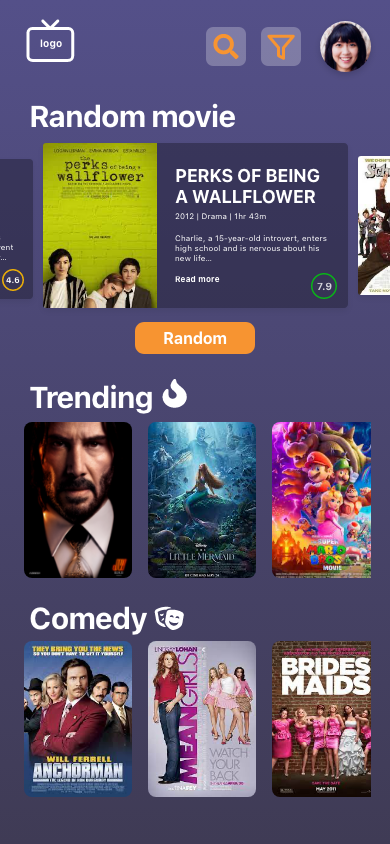 logo
Random movie
LOGAN LERMAN
EMMA WATSON
EZRA MILLER
the
perks of being a
wallflower
PERKS OF BEING
A WALLFLOWER
2012 | Drama | 1hr 43m
Charlie, a 15-year-old introvert, enters
high school and is nervous about his
new life...
Read more
7.9
4.6
Random
Trending
Disney
THE
LITTLE MERMAID
SUPER
MARIO
BROS
MOVIE
Comedy
THEY BRING YOU THE NEWS
SO YOU DON'T HAVE TO GET IT YOURSELF
WILL FERRELL
ANCHORMAN
THE LEGEND OF RON BURGUNDY
LINDSAY LOHAN
MEAN GIRLS
WATCH
YOUR
BACK
BRIDES
MAIDS
MAY 2011